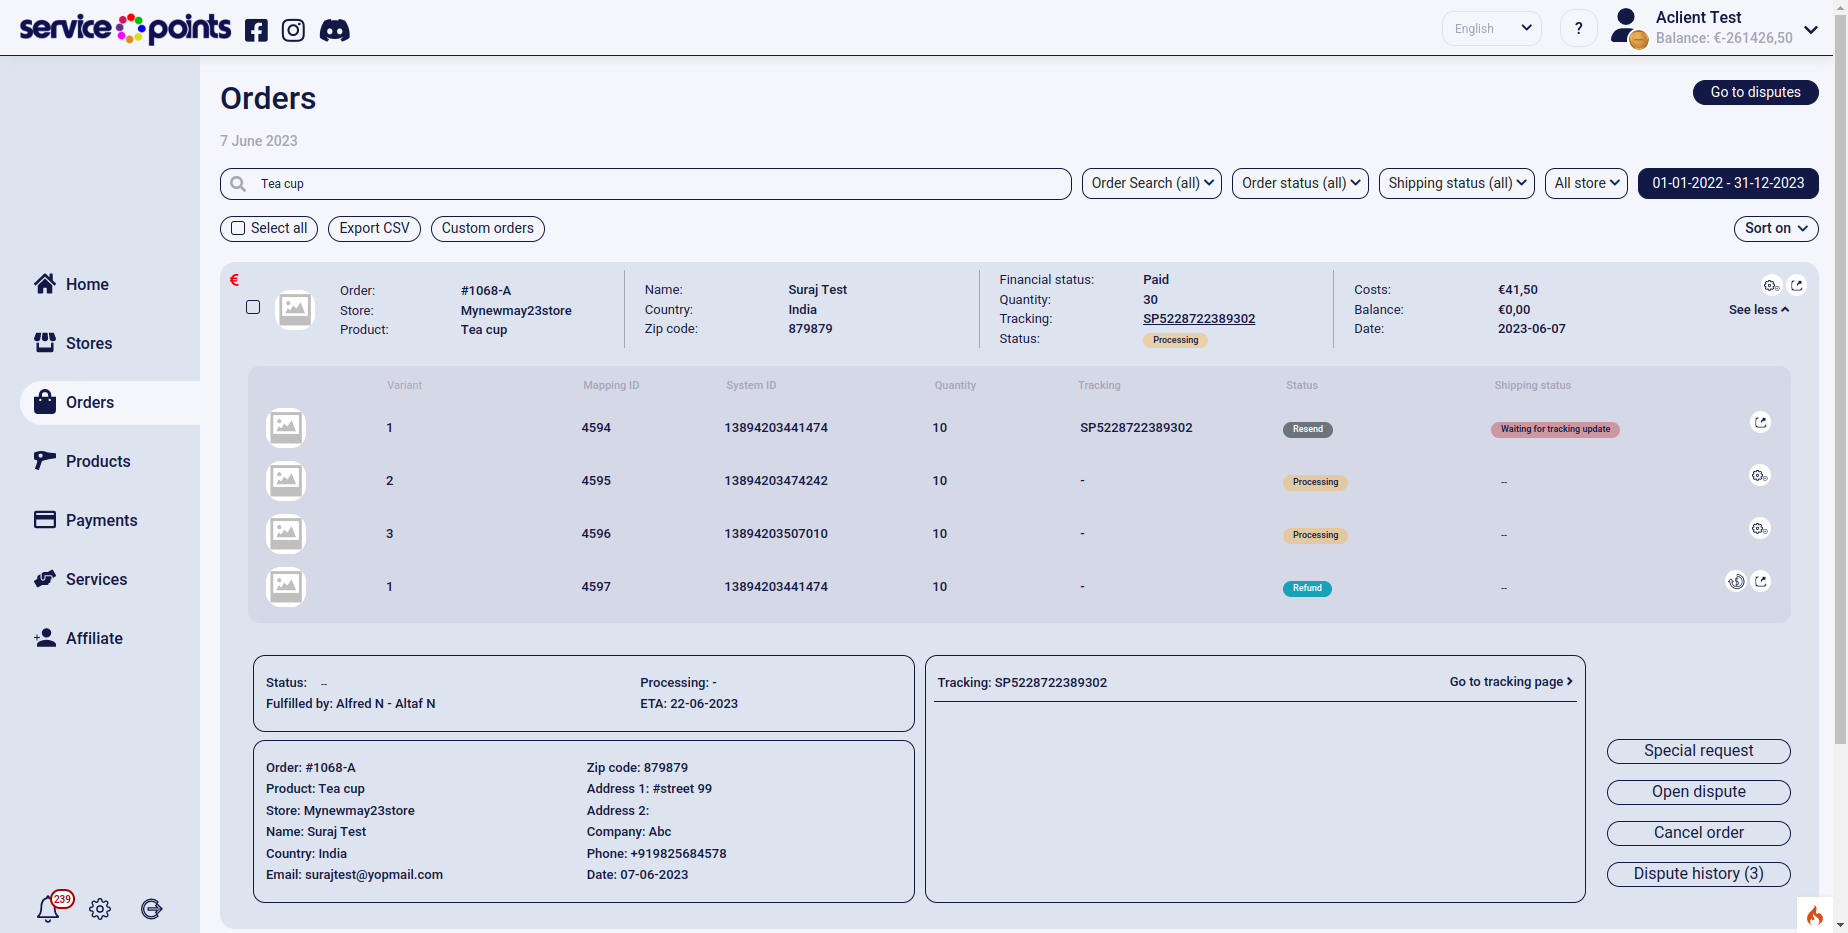 service points
English
?
Aclient Test
Balance: €-261426,50
Orders
Go to disputes
7 June 2023
Tea cup
Order Search (all)
Order status (all)
Shipping status (all)
All store
01-01-2022 - 31-12-2023
Select all
Export CSV
Custom orders
Sort on
Home
Stores
Orders
Products
Payments
Services
Affiliate
239
€
Order: #1068-A
Store: Mynewmay23store
Product: Tea cup
Name: Suraj Test
Country: India
Zip code: 879879
Financial status: Paid
Quantity: 30
Tracking: SP5228722389302
Status: Processing
Costs: €41,50
Balance: €0,00
Date: 2023-06-07
See less
Variant Mapping ID System ID Quantity Tracking Status Shipping status
1 4594 13894203441474 10 SP5228722389302 Resend Waiting for tracking update
2 4595 13894203474242 10 - Processing --
3 4596 13894203507010 10 - Processing --
1 4597 13894203441474 10 - Refund --
Status: --
Processing: -
Fulfilled by: Alfred N - Altaf N
ETA: 22-06-2023
Order: #1068-A
Product: Tea cup
Store: Mynewmay23store
Name: Suraj Test
Country: India
Email: surajtest@yopmail.com
Zip code: 879879
Address 1: #street 99
Address 2:
Company: Abc
Phone: +919825684578
Date: 07-06-2023
Tracking: SP5228722389302
Go to tracking page
Special request
Open dispute
Cancel order
Dispute history (3)